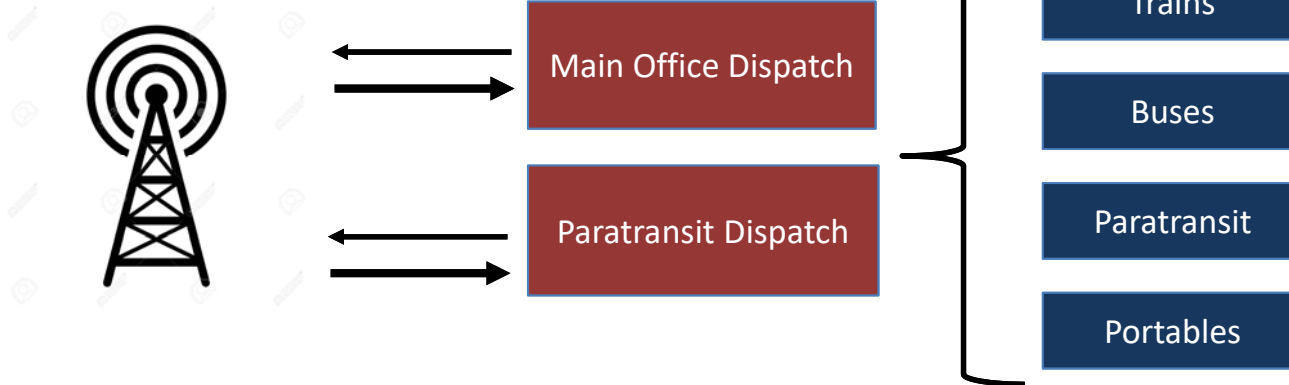 Trains
Main Office Dispatch
Buses
Paratransit Dispatch
Paratransit
Portables